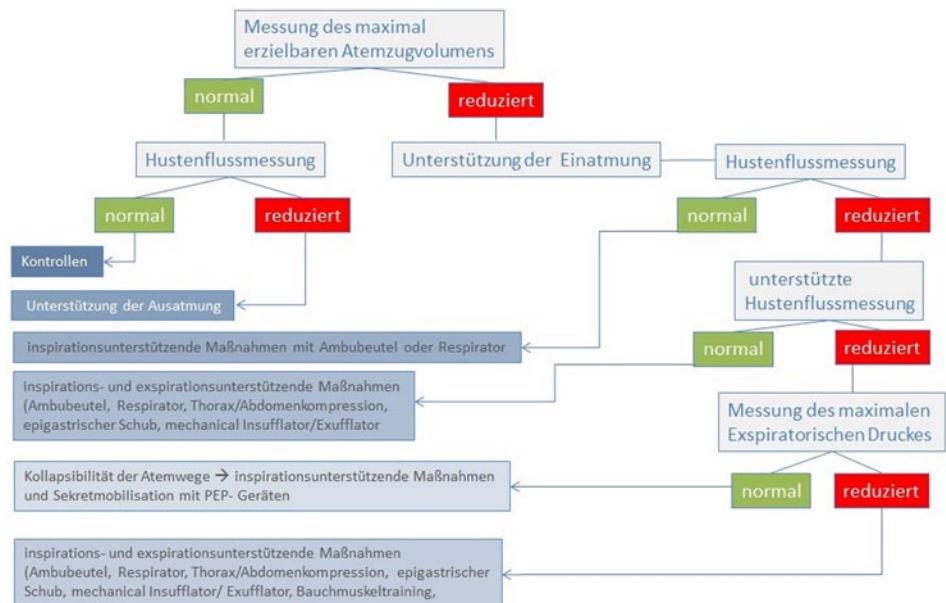 Messung des maximal
erzielbaren Atemzugvolumens
normal
reduziert
Hustenflussmessung
Unterstützung der Einatmung
Hustenflussmessung
normal
reduziert
normal
reduziert
Kontrollen
unterstützte
Hustenflussmessung
Unterstützung der Ausatmung
inspirationsunterstützende Maßnahmen mit Ambubeutel oder Respirator
normal
reduziert
inspirations- und exspirationsunterstützende Maßnahmen
(Ambubeutel, Respirator, Thorax/Abdomenkompression,
epigastrischer Schub, mechanical Insufflator/Exufflator
Messung des maximalen
Exspiratorischen Druckes
Kollapsibilität der Atemwege → inspirationsunterstützende Maßnahmen
und Sekretmobilisation mit PEP- Geräten
normal
reduziert
inspirations- und exspirationsunterstützende Maßnahmen
(Ambubeutel, Respirator, Thorax/Abdomenkompression, epigastrischer
Schub, mechanical Insufflator/ Exufflator, Bauchmuskeltraining,